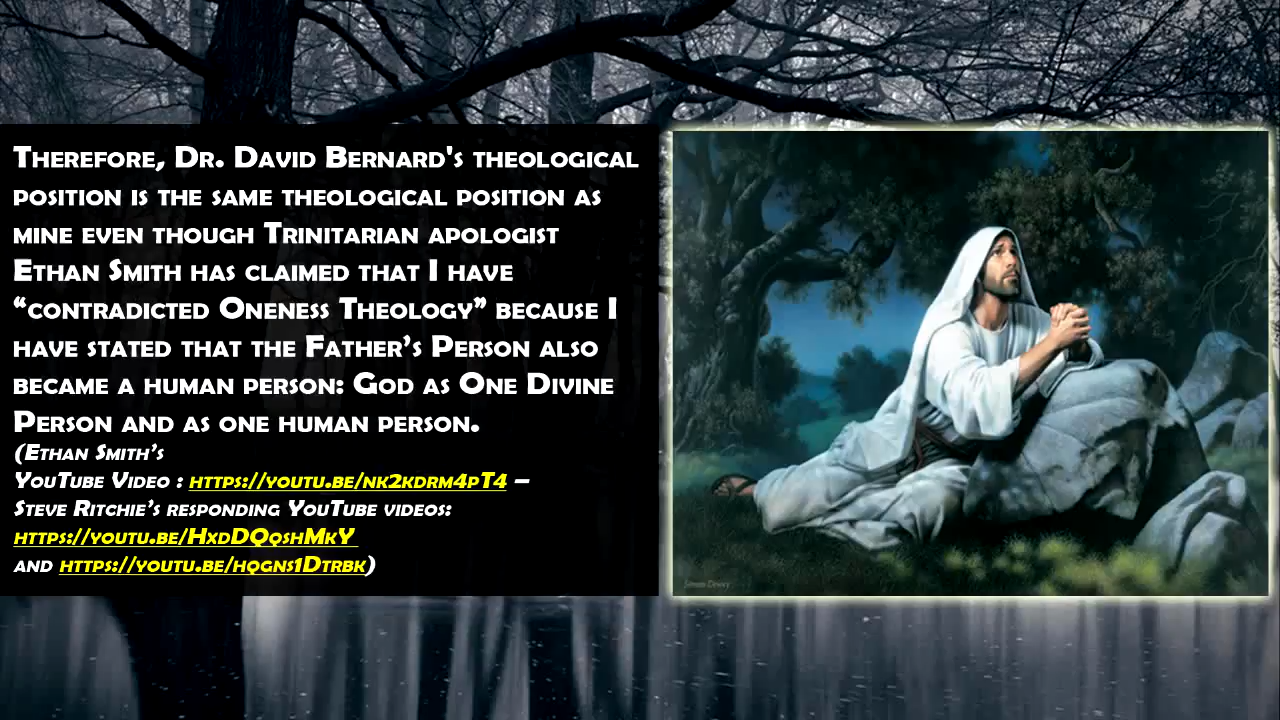 Therefore, Dr. David Bernard's theological
position is the same theological position as
mine even though Trinitarian apologist
Ethan Smith has claimed that I have
“contradicted Oneness Theology” because I
have stated that the Father’s Person also
became a human person: God as One Divine
Person and as one human person.
(Ethan Smith’s
YouTube Video : https://youtu.be/nk2kdrm4pT4 –
Steve Ritchie’s responding YouTube videos:
https://youtu.be/HxdDQqshMkY
and https://youtu.be/hqgns1Dtrbk)
Simon Dewey